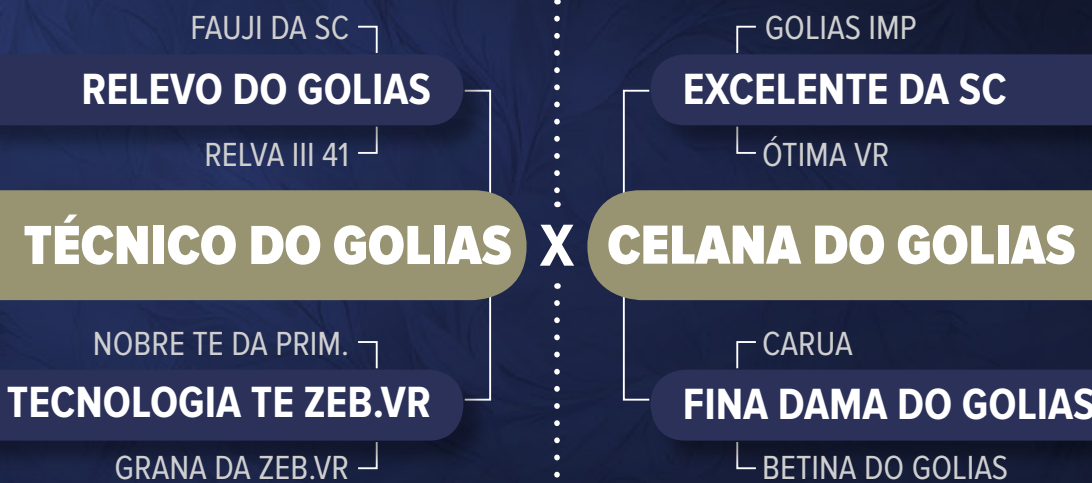 FAUJI DA SC
RELEVO DO GOLIAS
RELVA III 41
TÉCNICO DO GOLIAS
NOBRE TE DA PRIM.
TECNOLOGIA TE ZEB.VR
GRANA DA ZEB.VR
X
GOLIAS IMP
EXCELENTE DA SC
ÓTIMA VR
CELANA DO GOLIAS
CARUA
FINA DAMA DO GOLIAS
BETINA DO GOLIAS